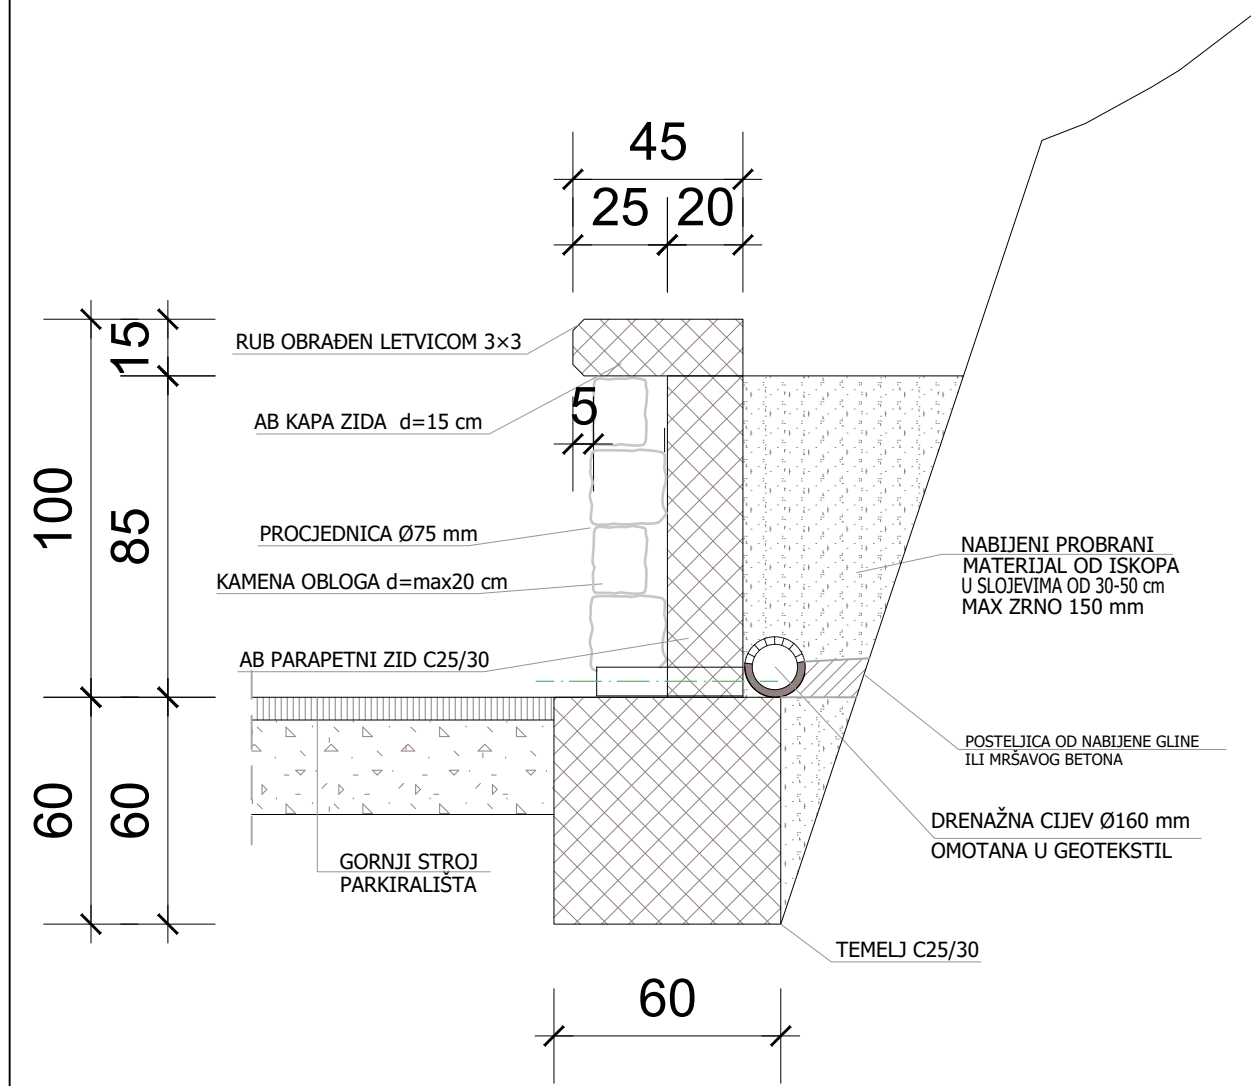 45
25
20
15
RUB OBRAĐEN LETVICOM 3×3
5
AB KAPA ZIDA d=15 cm
100
85
PROCJEDNICA Ø75 mm
KAMENA OBLOGA d=max20 cm
NABIJENI PROBRANI
MATERIJAL OD ISKOPA
U SLOJEVIMA OD 30-50 cm
MAX ZRNO 150 mm
AB PARAPETNI ZID C25/30
POSTELJICA OD NABIJENE GLINE
ILI MRŠAVOG BETONA
60
60
DRENAŽNA CIJEV Ø160 mm
OMOTANA U GEOTEKSTIL
GORNJI STROJ
PARKIRALIŠTA
TEMELJ C25/30
60